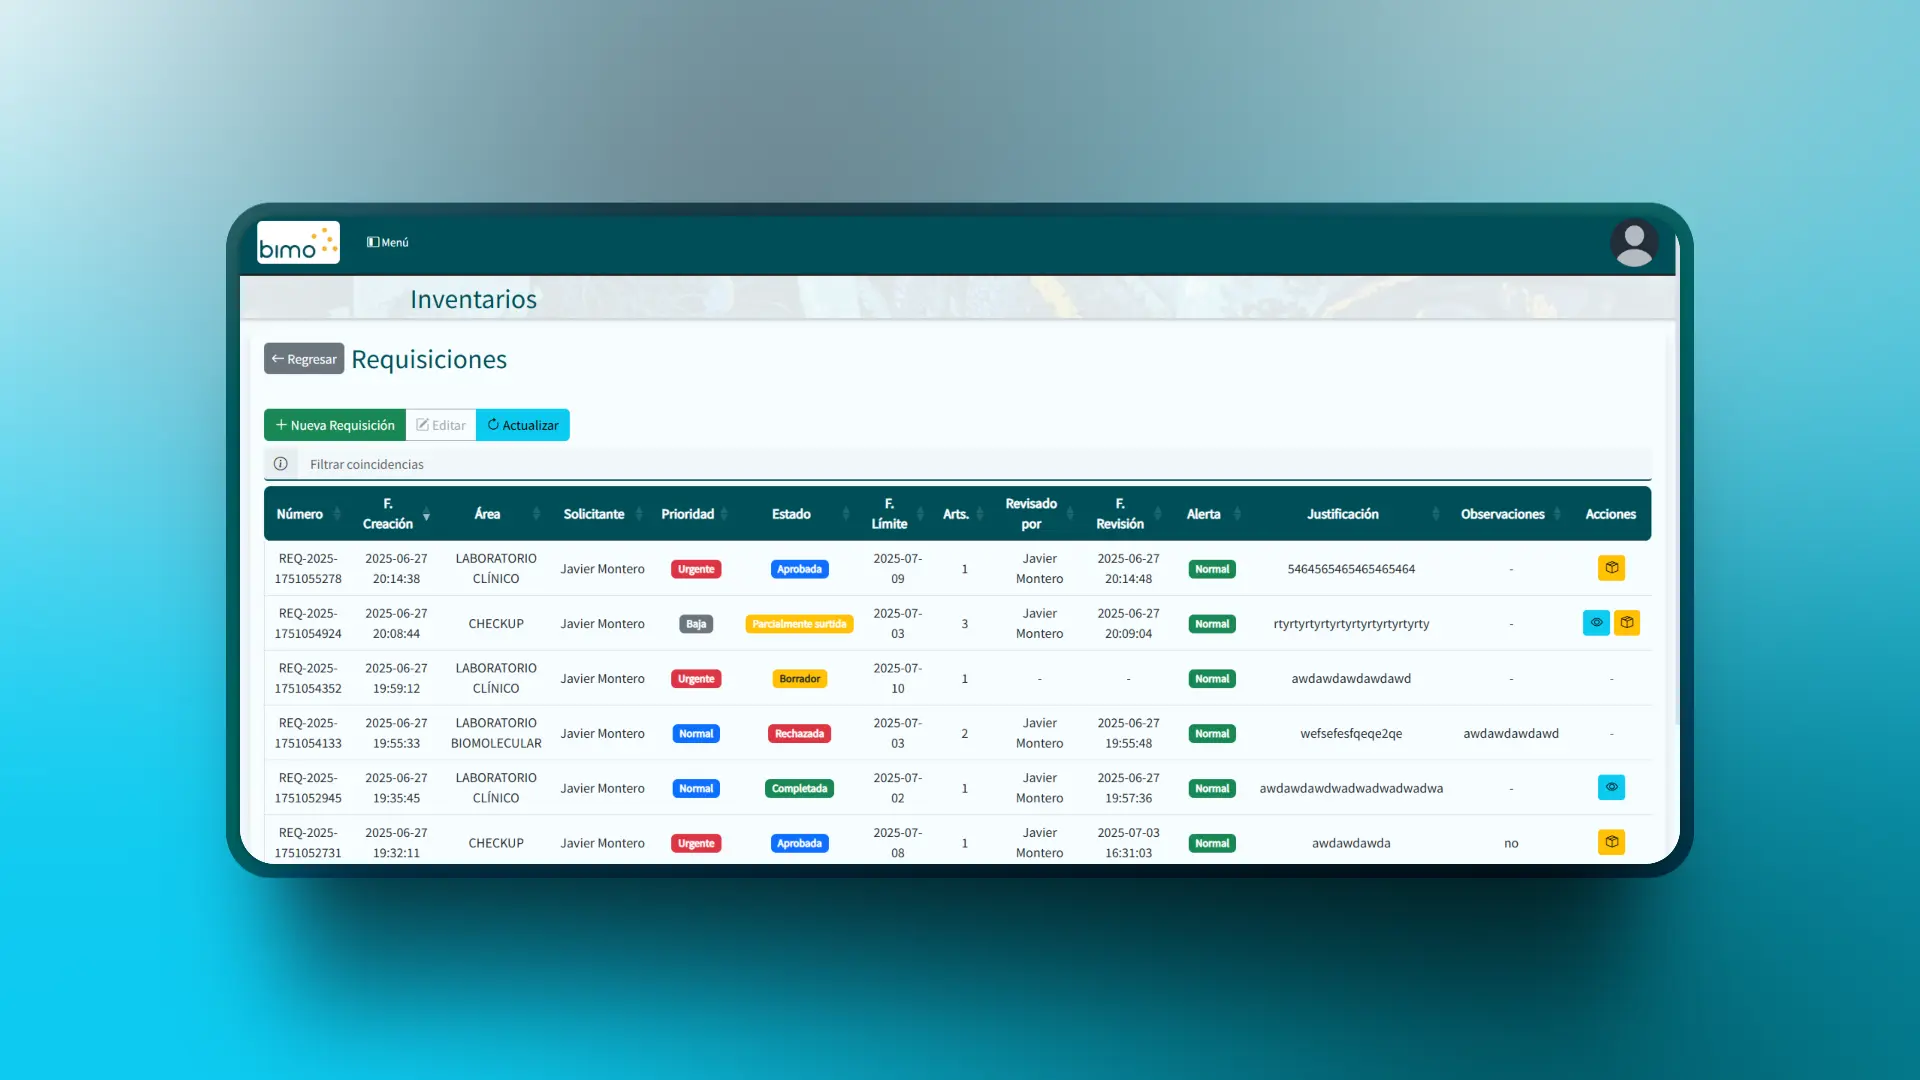 bimo
Menú
Inventarios
Regresar
Requisiciones
Nueva Requisición Editar Actualizar
Filtrar coincidencias
Número F. Creación Área Solicitante Prioridad Estado F. Límite Arts. Revisado por F. Revisión Alerta Justificación Observaciones Acciones
REQ-2025-1751055278 2025-06-27 20:14:38 LABORATORIO CLÍNICO Javier Montero Urgente Aprobada 2025-07-09 1 Javier Montero 2025-06-27 20:14:48 Normal 5464565465465465464 -
REQ-2025-1751054924 2025-06-27 20:08:44 CHECKUP Javier Montero Baja Parcialmente surtida 2025-07-03 3 Javier Montero 2025-06-27 20:09:04 Normal rtyrtyrtyrtyrtyrtyrtyrtyrty -
REQ-2025-1751054352 2025-06-27 19:59:12 LABORATORIO CLÍNICO Javier Montero Urgente Borrador 2025-07-10 1 - - Normal awdawdawdawdawd - -
REQ-2025-1751054133 2025-06-27 19:55:33 LABORATORIO BIOMOLECULAR Javier Montero Normal Rechazada 2025-07-03 2 Javier Montero 2025-06-27 19:55:48 Normal wefsefesfqeqe2qe awdawdawdawd -
REQ-2025-1751052945 2025-06-27 19:35:45 LABORATORIO CLÍNICO Javier Montero Normal Completada 2025-07-02 1 Javier Montero 2025-06-27 19:57:36 Normal awdawdawdwadwadwadwadwa -
REQ-2025-1751052731 2025-06-27 19:32:11 CHECKUP Javier Montero Urgente Aprobada 2025-07-08 1 Javier Montero 2025-07-03 16:31:03 Normal awdawdawda no